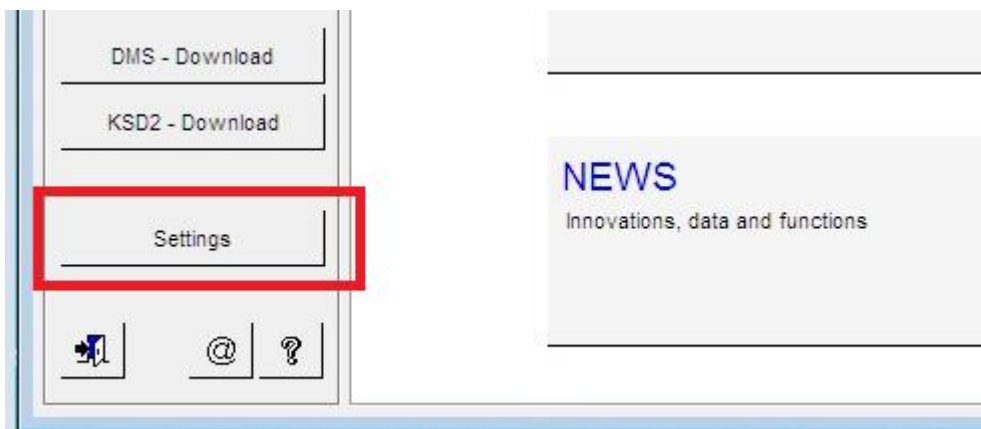 DMS - Download
KSD2 - Download
Settings
@ ?
NEWS
Innovations, data and functions